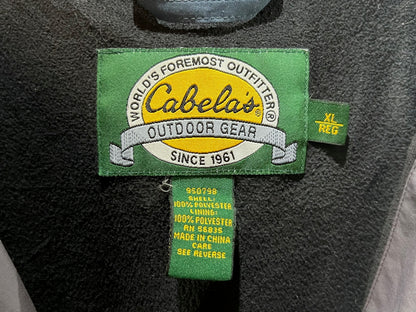 WORLD'S FOREMOST OUTFITTER®
Cabela's®
OUTDOOR GEAR
SINCE 1961
XL
REG
950798
SHELL:
100% POLYESTER
LINING:
100% POLYESTER
RN 56835
MADE IN CHINA
CARE
SEE REVERSE